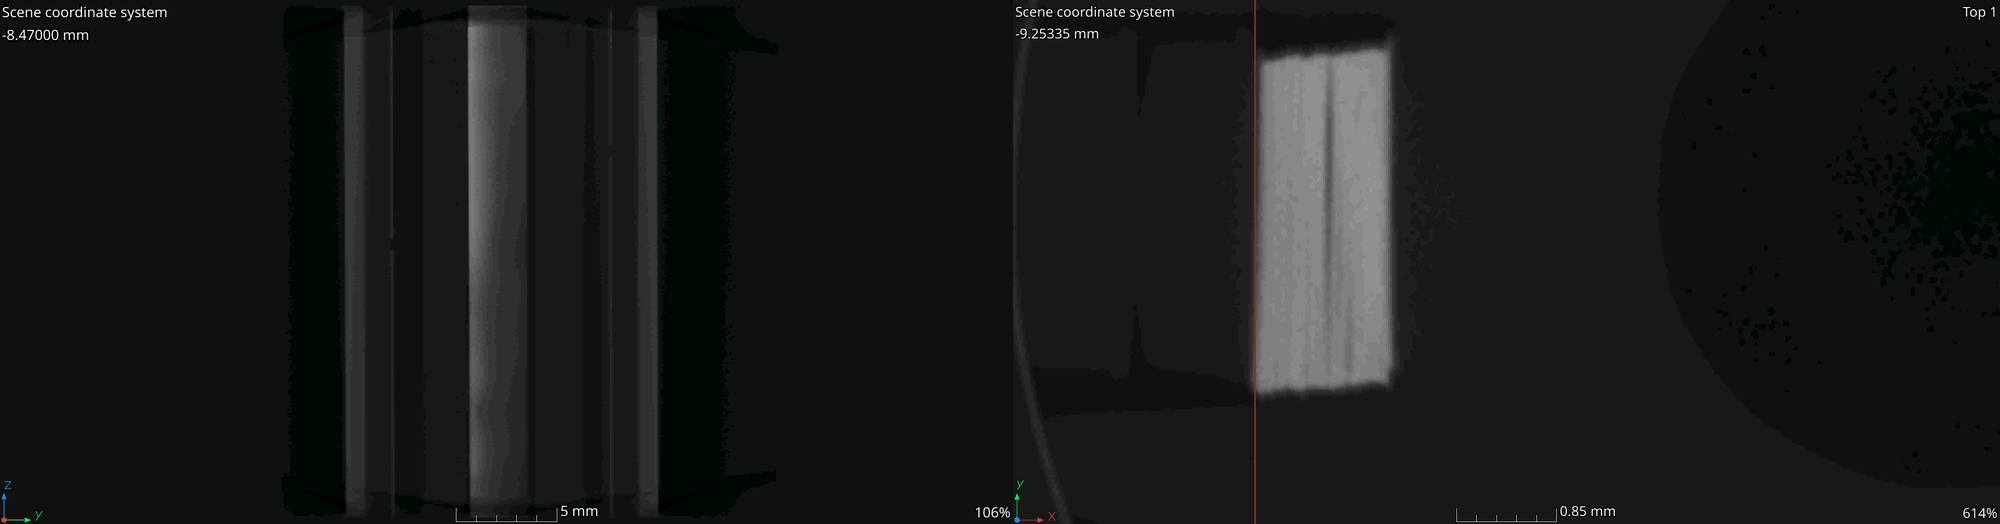 Scene coordinate system
-8.47000 mm
z
y
5 mm
106%
Scene coordinate system
-9.25335 mm
Top 1
y
x
0.85 mm
614%